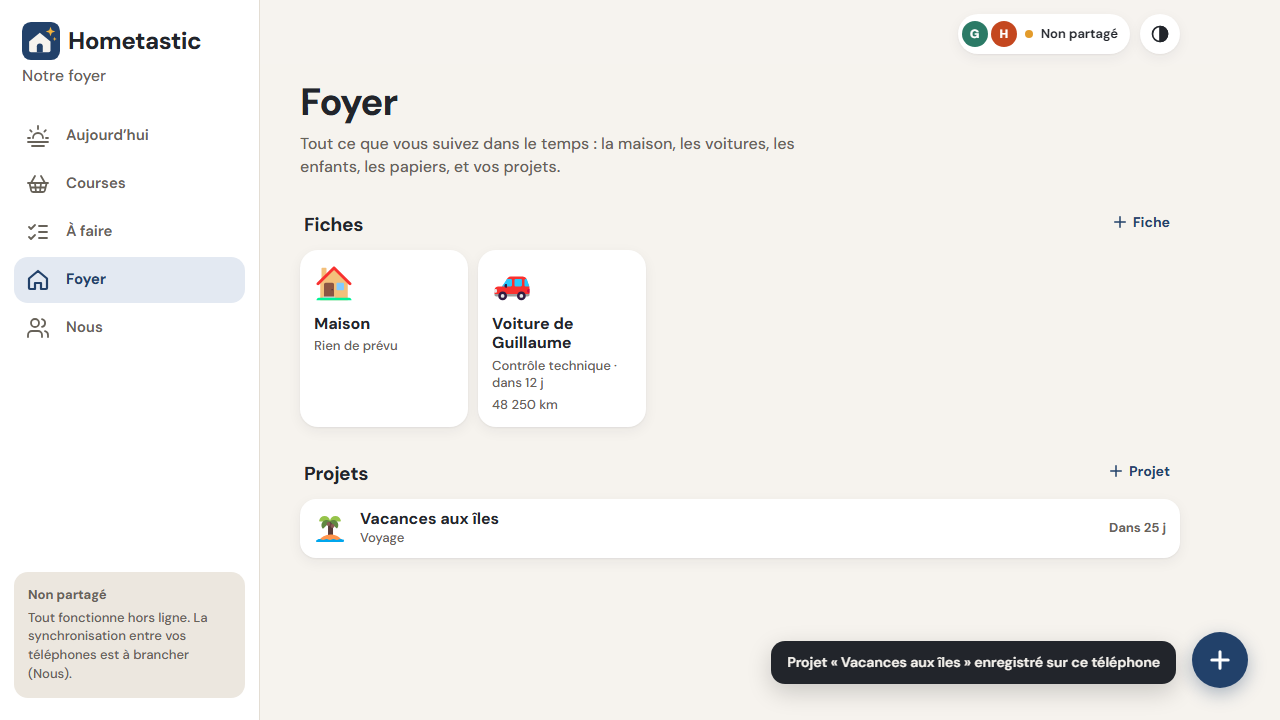 Hometastic
Notre foyer
Aujourd’hui
Courses
À faire
Foyer
Nous
Non partagé
Tout fonctionne hors ligne. La
synchronisation entre vos
téléphones est à brancher
(Nous).
G
H
Non partagé
Foyer
Tout ce que vous suivez dans le temps : la maison, les voitures, les
enfants, les papiers, et vos projets.
Fiches
Fiche
Maison
Rien de prévu
Voiture de
Guillaume
Contrôle technique ·
dans 12 j
48 250 km
Projets
Projet
Vacances aux îles
Voyage
Dans 25 j
Projet « Vacances aux îles » enregistré sur ce téléphone